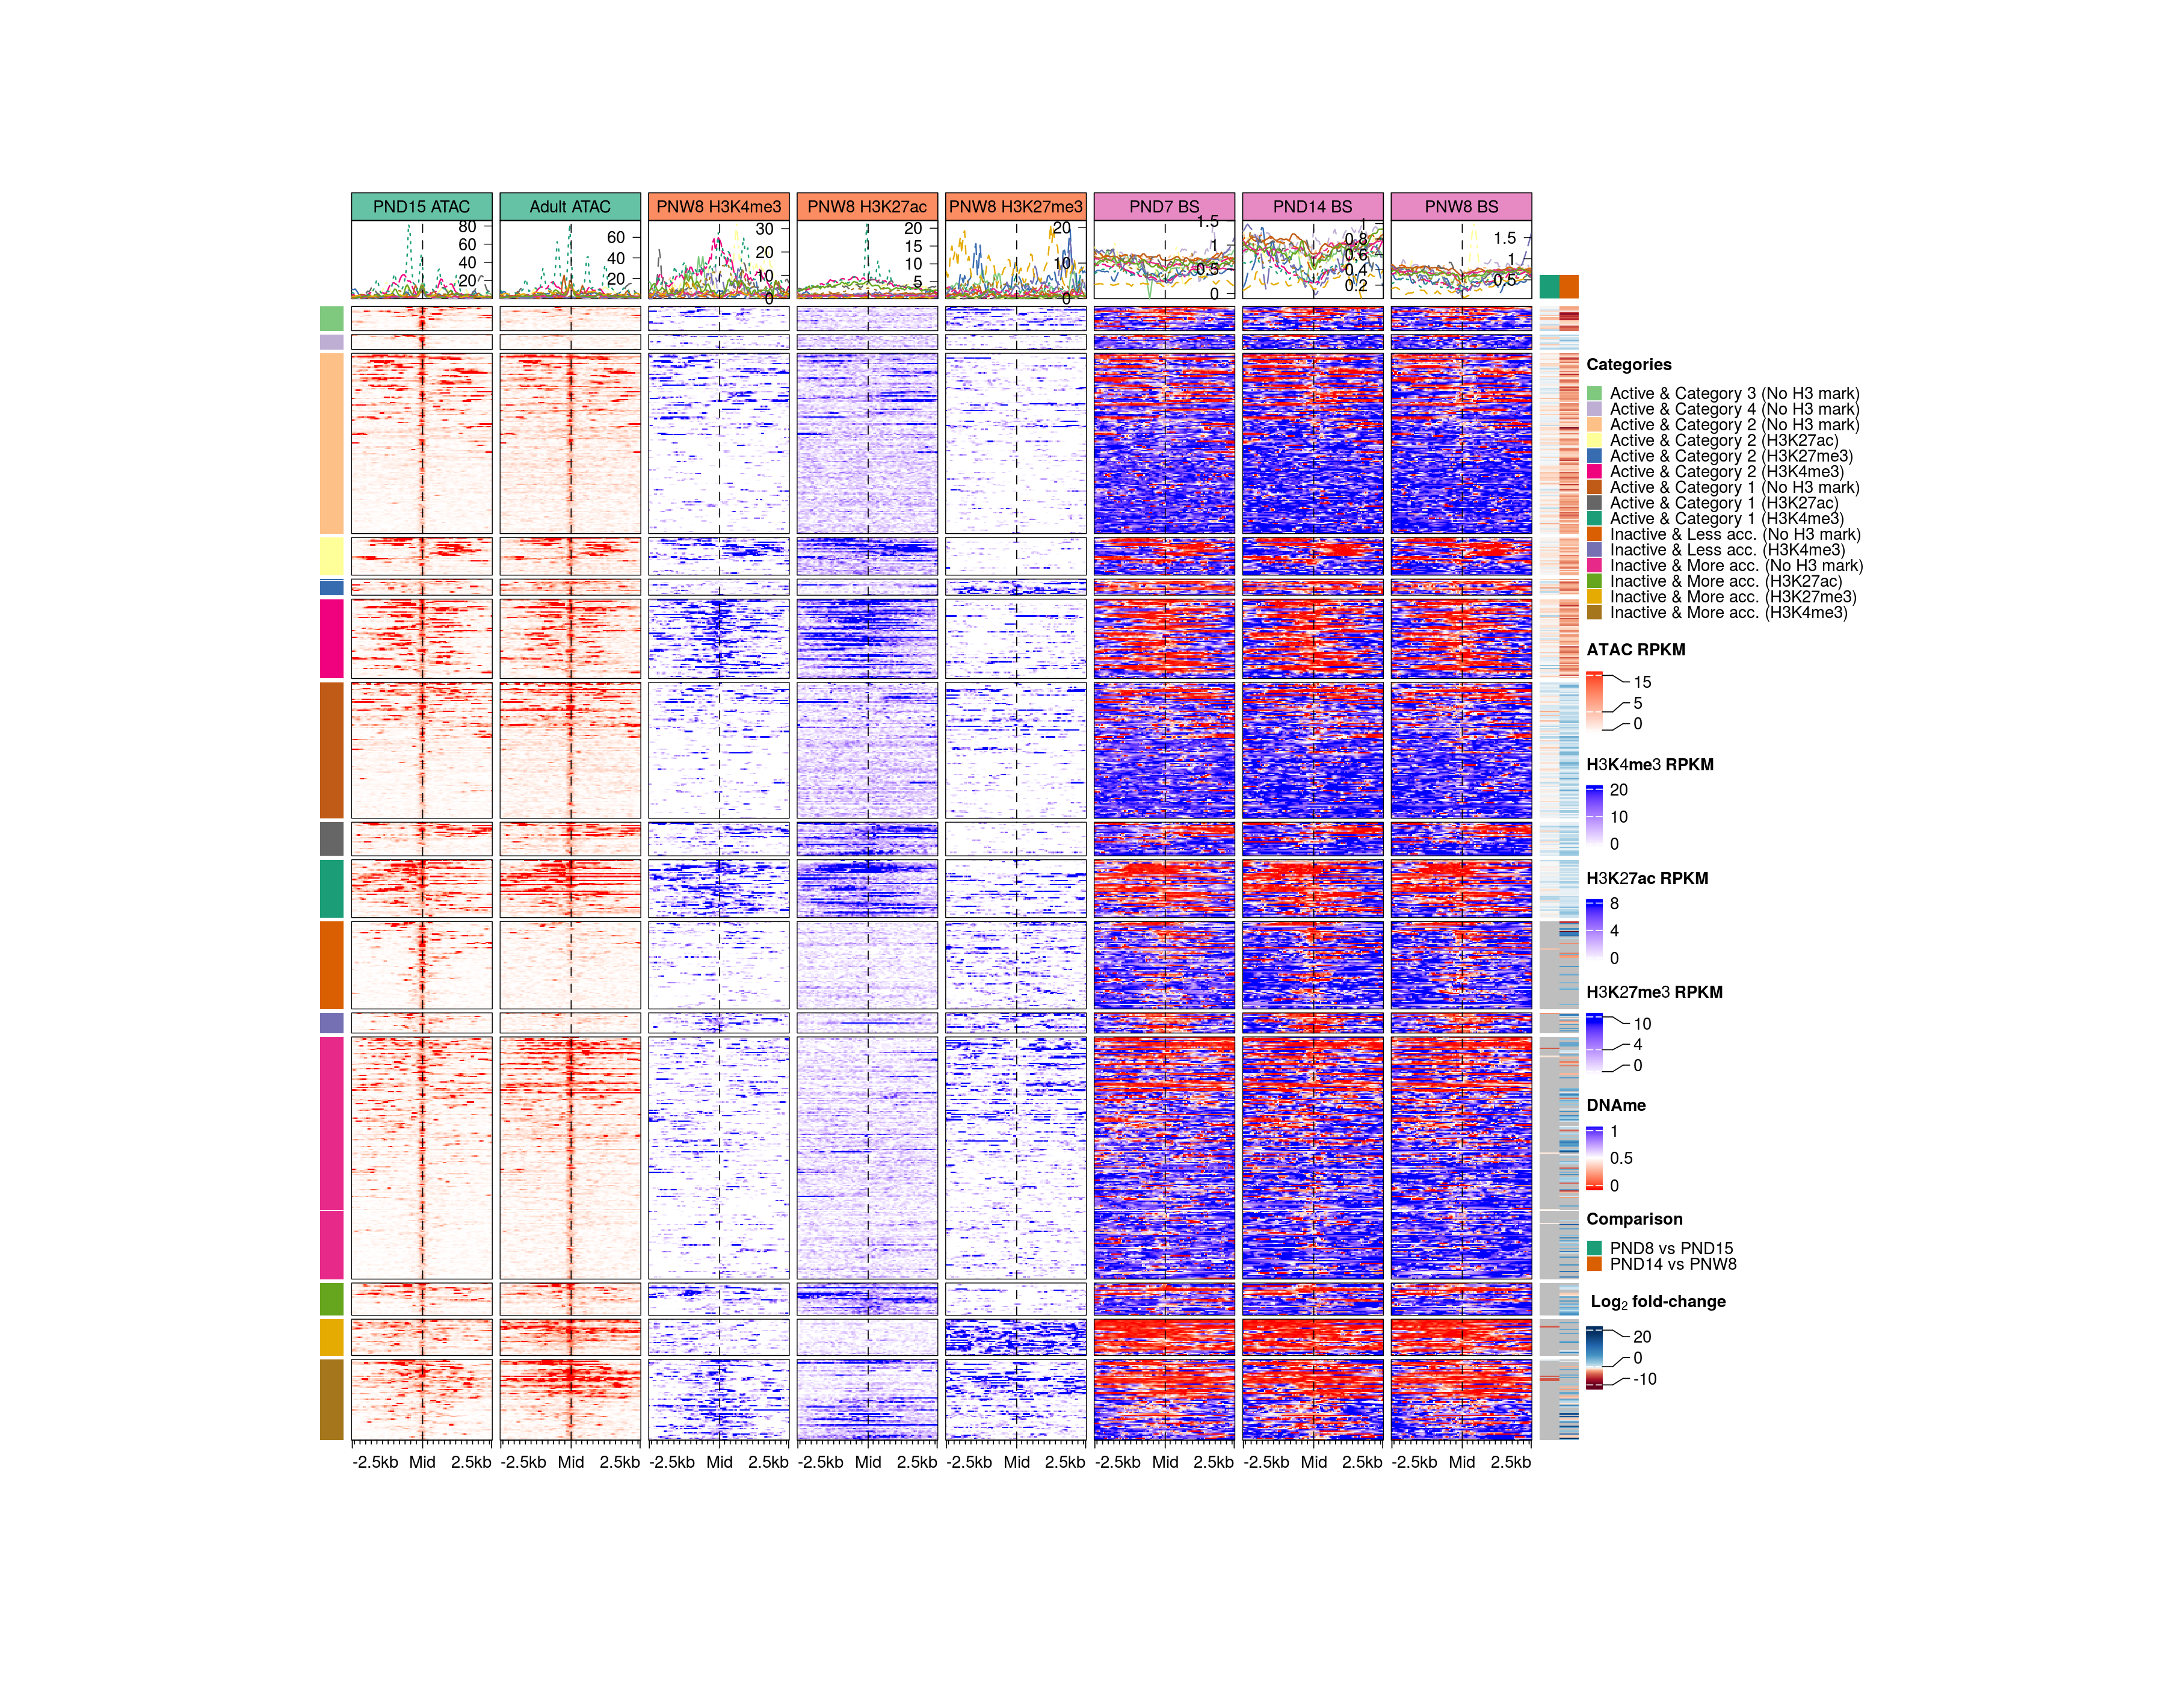 PND15 ATAC Adult ATAC PNW8 H3K4me3 PNW8 H3K27ac PNW8 H3K27me3 PND7 BS PND14 BS PNW8 BS
80 60 40 20
60 40 20
30 20 10 0
20 15 10 5
20 10 0
1.5 1 0.5 0
1 0.8 0.6 0.4 0.2
1.5 1 0.5
Categories
Active & Category 3 (No H3 mark)
Active & Category 4 (No H3 mark)
Active & Category 2 (No H3 mark)
Active & Category 2 (H3K27ac)
Active & Category 2 (H3K27me3)
Active & Category 2 (H3K4me3)
Active & Category 1 (No H3 mark)
Active & Category 1 (H3K27ac)
Active & Category 1 (H3K4me3)
Inactive & Less acc. (No H3 mark)
Inactive & Less acc. (H3K4me3)
Inactive & More acc. (No H3 mark)
Inactive & More acc. (H3K27ac)
Inactive & More acc. (H3K27me3)
Inactive & More acc. (H3K4me3)
ATAC RPKM
15
5
0
H3K4me3 RPKM
20
10
0
H3K27ac RPKM
8
4
0
H3K27me3 RPKM
10
4
0
DNAme
1
0.5
0
Comparison
PND8 vs PND15
PND14 vs PNW8
Log2 fold-change
20
0
-10
-2.5kb Mid 2.5kb -2.5kb Mid 2.5kb -2.5kb Mid 2.5kb -2.5kb Mid 2.5kb -2.5kb Mid 2.5kb -2.5kb Mid 2.5kb -2.5kb Mid 2.5kb -2.5kb Mid 2.5kb